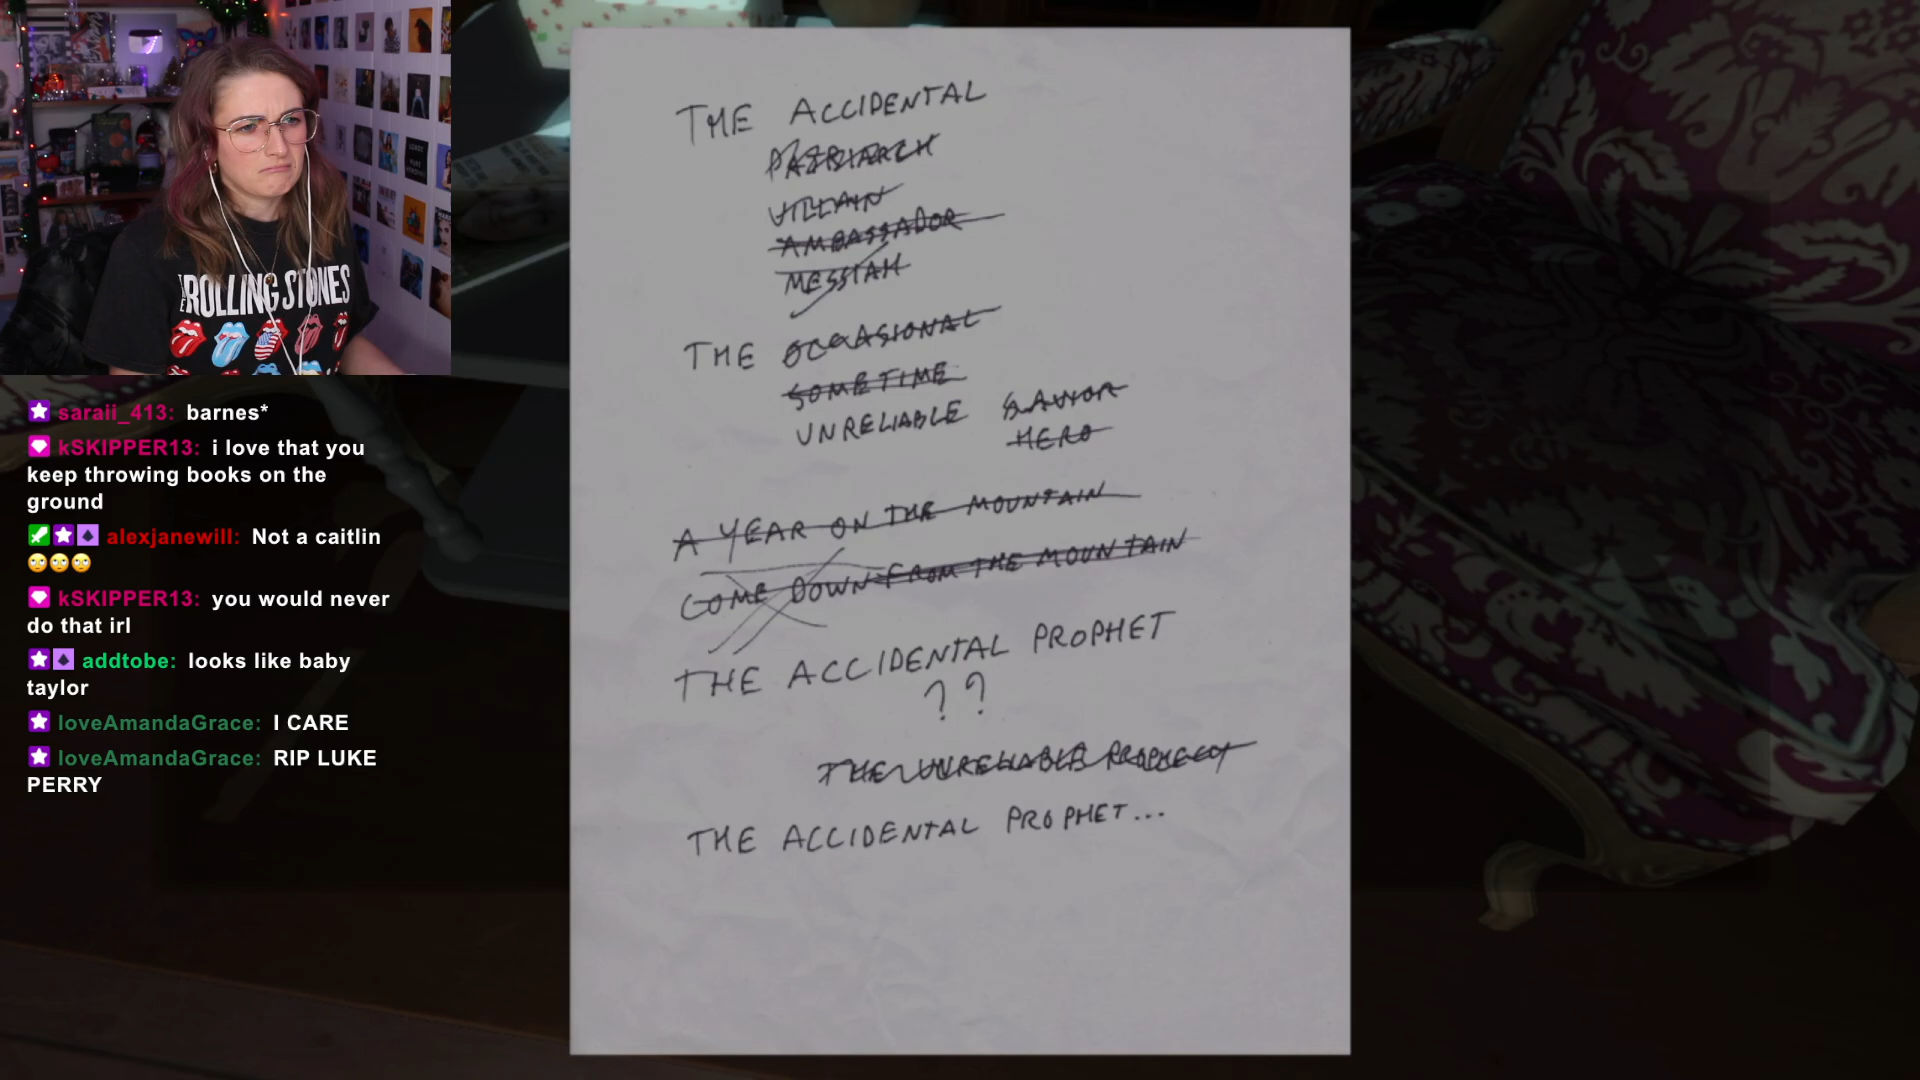 THE ACCIDENTAL
PATRIARCH
VILLAIN
AMBASSADOR
MESSIAH
THE OCCASIONAL
SOMETIME
UNRELIABLE SAVIOR
HERO
A YEAR ON THE MOUNTAIN
COME DOWN FROM THE MOUNTAIN
THE ACCIDENTAL PROPHET
??
THE UNRELIABLE PROPHECY
THE ACCIDENTAL PROPHET...
THE ROLLING STONES
saraii_413: barnes*
kSKIPPER13: i love that you
keep throwing books on the
ground
alexjanewill: Not a caitlin
🙄🙄🙄
kSKIPPER13: you would never
do that irl
addtobe: looks like baby
taylor
loveAmandaGrace: I CARE
loveAmandaGrace: RIP LUKE
PERRY